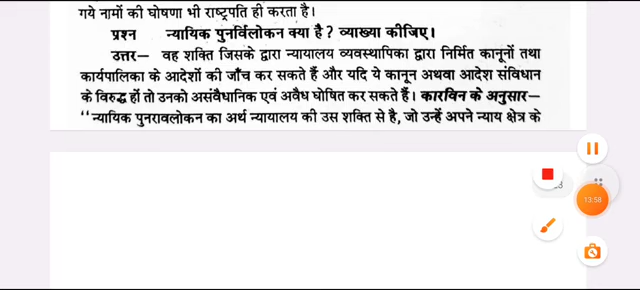 गये नामों की घोषणा भी राष्ट्रपति ही करता है।
प्रश्न न्यायिक पुनर्विलोकन क्या है? व्याख्या कीजिए।
उत्तर— वह शक्ति जिसके द्वारा न्यायालय व्यवस्थापिका द्वारा निर्मित कानूनों तथा
कार्यपालिका के आदेशों की जाँच कर सकते हैं और यदि ये कानून अथवा आदेश संविधान
के विरुद्ध हों तो उनको असंवैधानिक एवं अवैध घोषित कर सकते हैं। कारविन के अनुसार—
"न्यायिक पुनरावलोकन का अर्थ न्यायालय की उस शक्ति से है, जो उन्हें अपने न्याय क्षेत्र के
13:58